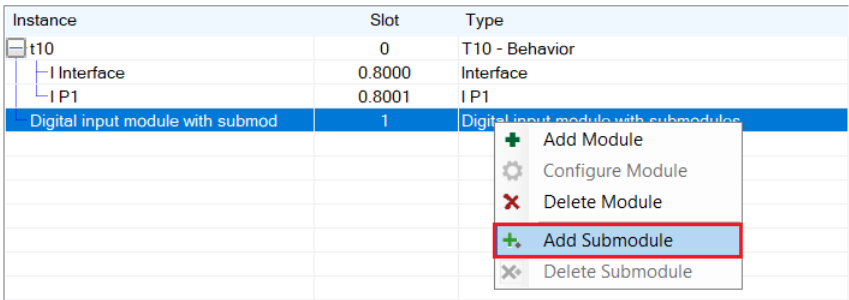 Instance Slot Type
t10 0 T10 - Behavior
I Interface 0.8000 Interface
I P1 0.8001 I P1
Digital input module with submod 1 Digital input module with submodules
Add Module
Configure Module
Delete Module
Add Submodule
Delete Submodule